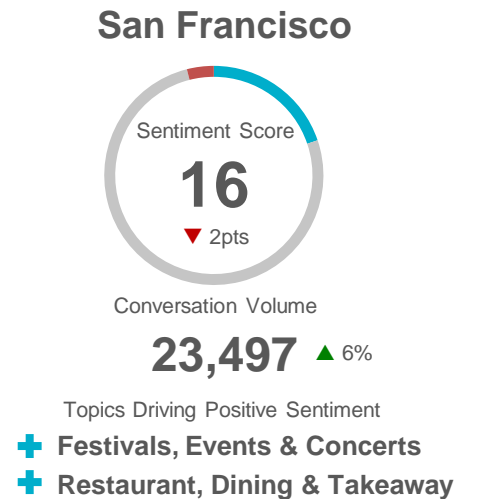 San Francisco
Sentiment Score
16
▼ 2pts
Conversation Volume
23,497 ▲ 6%
Topics Driving Positive Sentiment
Festivals, Events & Concerts
Restaurant, Dining & Takeaway